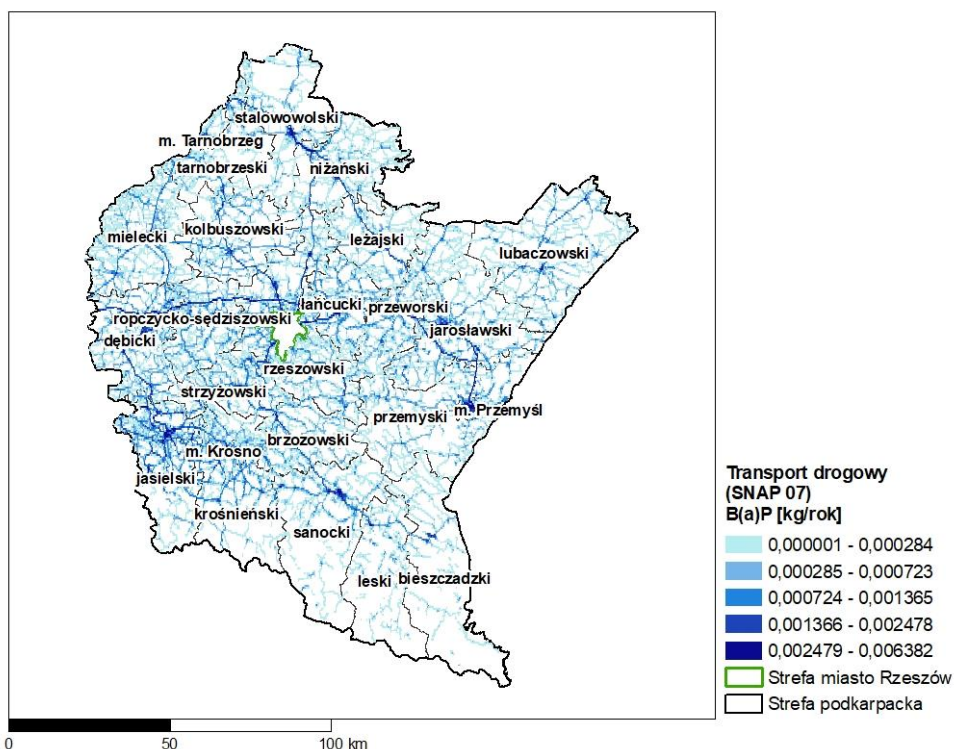 stalowowolski
m. Tarnobrzeg
tarnobrzeski
niżański
kolbuszowski
mielecki
leżajski
lubaczowski
łańcucki
przeworski
ropczycko-sędziszowski
jarosławski
dębicki
rzeszowski
strzyżowski
przemyski
m. Przemyśl
brzozowski
m. Krosno
jasielski
krośnieński
sanocki
leski
bieszczadzki
Transport drogowy
(SNAP 07)
B(a)P [kg/rok]
0,000001 - 0,000284
0,000285 - 0,000723
0,000724 - 0,001365
0,001366 - 0,002478
0,002479 - 0,006382
Strefa miasto Rzeszów
Strefa podkarpacka
0
50
100 km